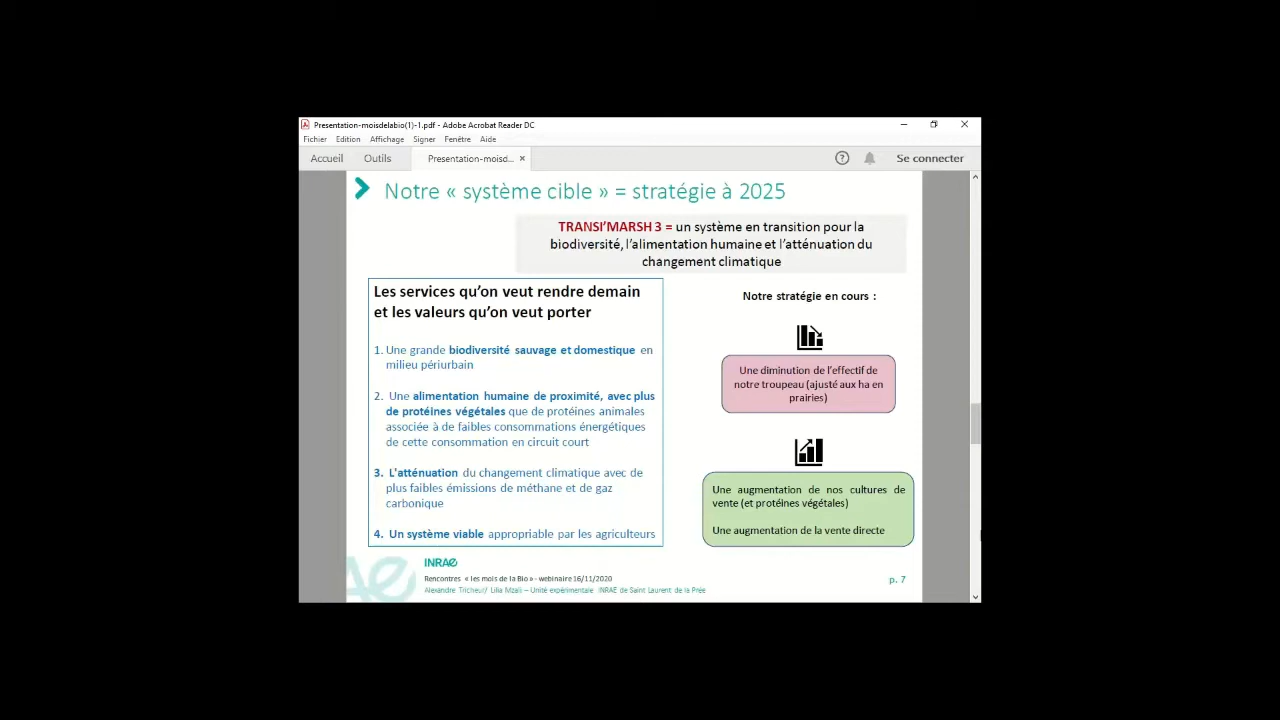 Presentation-moisdelabio(1)-1.pdf - Adobe Acrobat Reader DC
Fichier Edition Affichage Signer Fenêtre Aide
Accueil Outils Presentation-moisd... × Se connecter
Notre « système cible » = stratégie à 2025
TRANSI'MARSH 3 = un système en transition pour la
biodiversité, l'alimentation humaine et l'atténuation du
changement climatique
Les services qu'on veut rendre demain
et les valeurs qu'on veut porter
1. Une grande biodiversité sauvage et domestique en
milieu périurbain
2. Une alimentation humaine de proximité, avec plus
de protéines végétales que de protéines animales
associée à de faibles consommations énergétiques
de cette consommation en circuit court
3. L'atténuation du changement climatique avec de
plus faibles émissions de méthane et de gaz
carbonique
4. Un système viable appropriable par les agriculteurs
Notre stratégie en cours :
Une diminution de l'effectif de
notre troupeau (ajusté aux ha en
prairies)
Une augmentation de nos cultures de
vente (et protéines végétales)
Une augmentation de la vente directe
INRAE
Rencontres « les mois de la Bio » - webinaire 16/11/2020
Alexandre Tricheur/ Lilia Mzali – Unité expérimentale INRAE de Saint Laurent de la Prée
p. 7